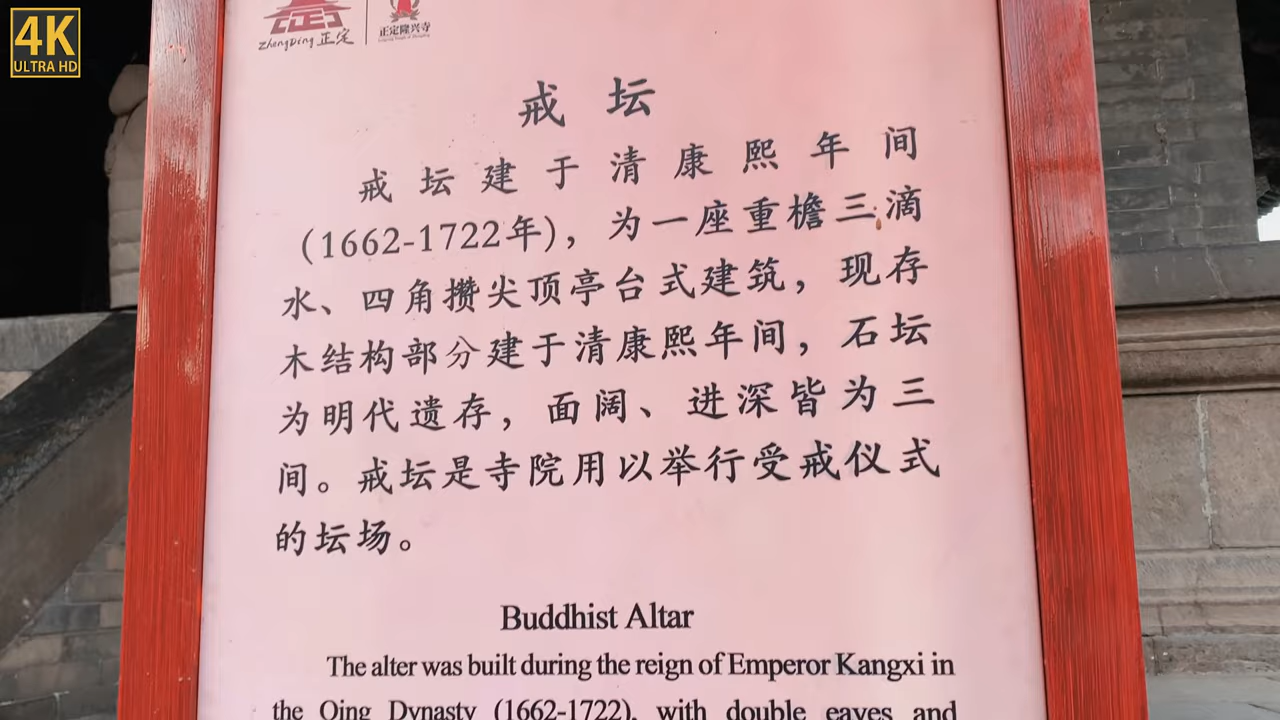 4K
ULTRA HD
ZhengDing 正定
正定隆兴寺
戒坛
戒坛建于清康熙年间
(1662-1722年)，为一座重檐三滴
水、四角攒尖顶亭台式建筑，现存
木结构部分建于清康熙年间，石坛
为明代遗存，面阔、进深皆为三
间。戒坛是寺院用以举行受戒仪式
的坛场。
Buddhist Altar
The alter was built during the reign of Emperor Kangxi in
the Qing Dynasty (1662-1722), with double eaves and